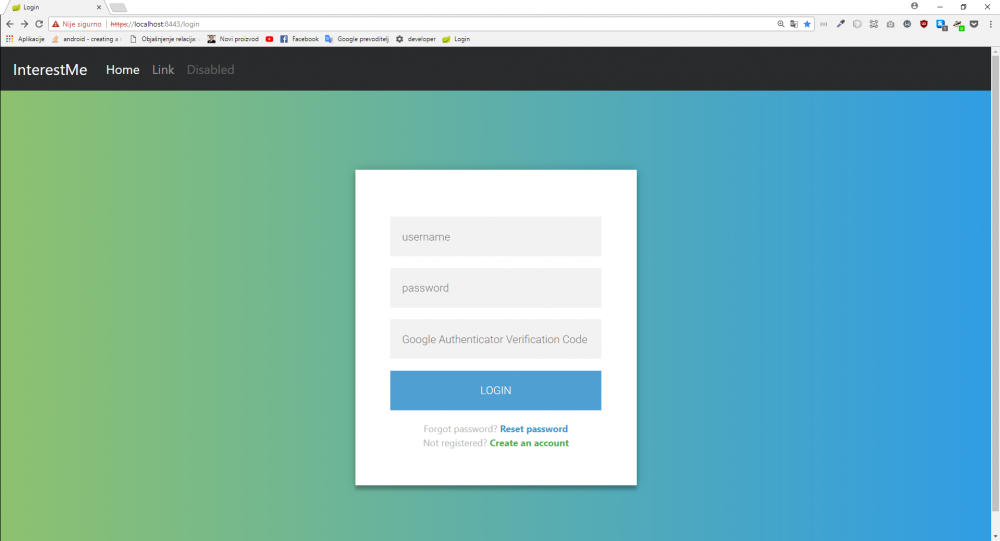 Login
Nije sigurno | https://localhost:8443/login
Aplikacije android - creating a Objašnjenje relacija Novi proizvod Facebook Google prevoditelj developer Login
InterestMe Home Link Disabled
username
password
Google Authenticator Verification Code
LOGIN
Forgot password? Reset password
Not registered? Create an account